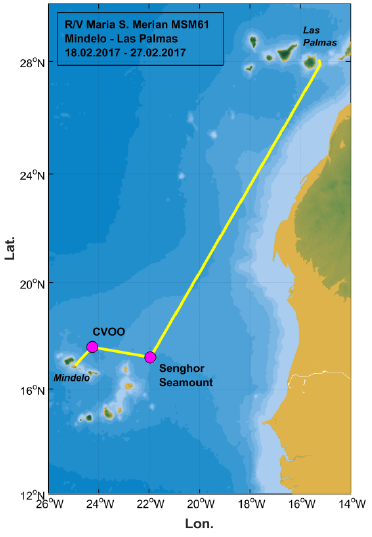 R/V Maria S. Merian MSM61
Mindelo - Las Palmas
18.02.2017 - 27.02.2017
Las
Palmas
28°N
24°N
20°N
16°N
12°N
Lat.
CVOO
Senghor
Seamount
Mindelo
26°W 24°W 22°W 20°W 18°W 16°W 14°W
Lon.